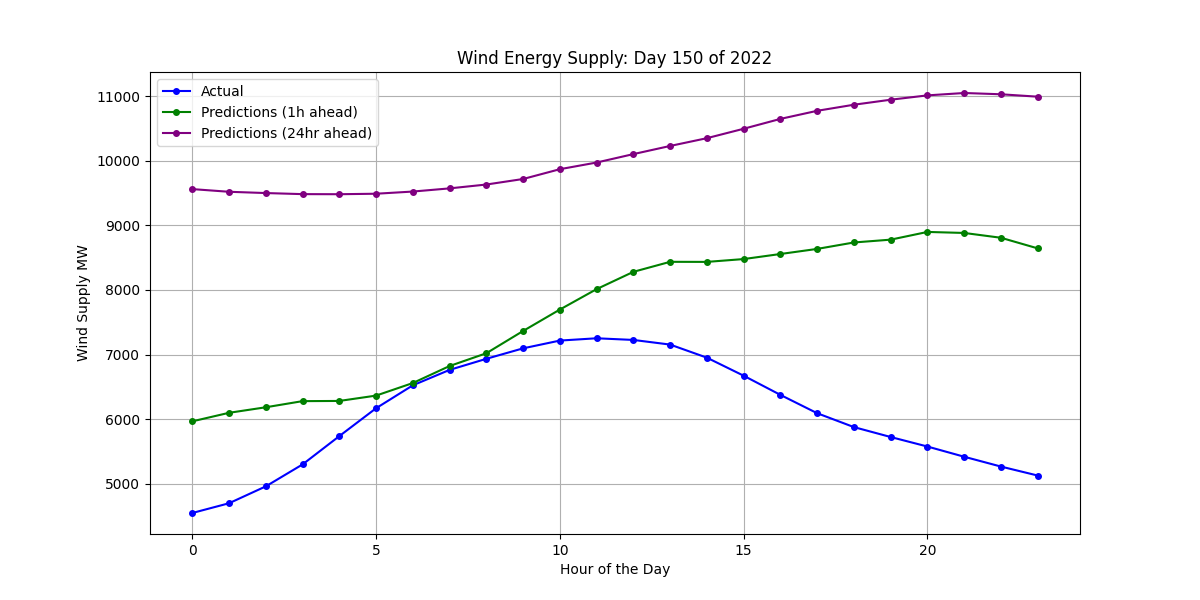 Wind Energy Supply: Day 150 of 2022
Actual
Predictions (1h ahead)
Predictions (24hr ahead)
Wind Supply MW
11000
10000
9000
8000
7000
6000
5000
0 5 10 15 20
Hour of the Day